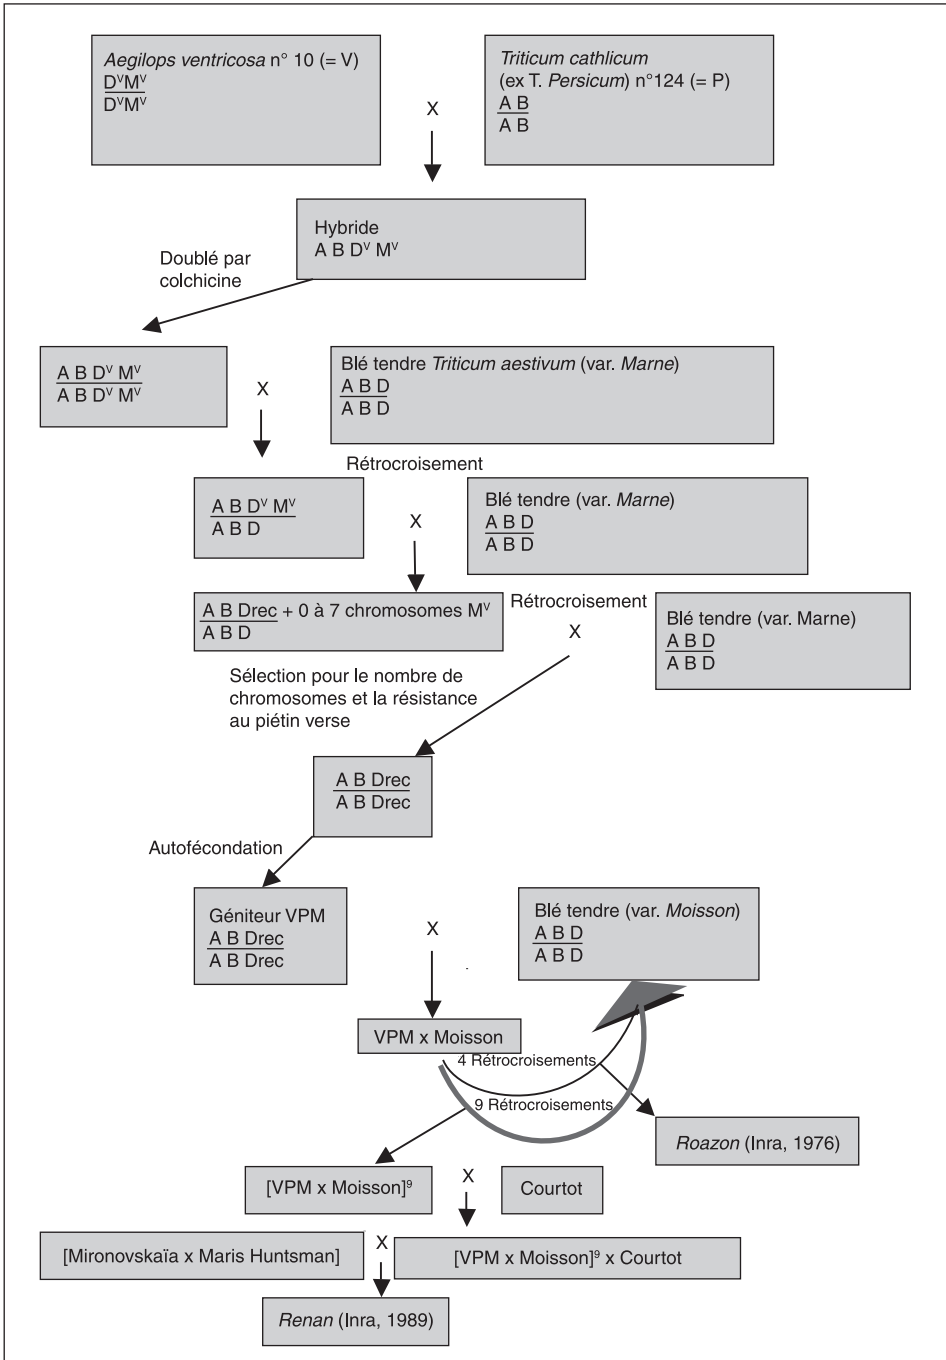 Aegilops ventricosa n° 10 (= V)
DᵛMᵛ
DᵛMᵛ
X
Triticum cathlicum
(ex T. Persicum) n°124 (= P)
A B
A B
Hybride
A B Dᵛ Mᵛ
Doublé par
colchicine
A B Dᵛ Mᵛ
A B Dᵛ Mᵛ
X
Blé tendre Triticum aestivum (var. Marne)
A B D
A B D
Rétrocroisement
A B Dᵛ Mᵛ
A B D
X
Blé tendre (var. Marne)
A B D
A B D
A B Drec + 0 à 7 chromosomes Mᵛ
A B D
Rétrocroisement
X
Blé tendre (var. Marne)
A B D
A B D
Sélection pour le nombre de
chromosomes et la résistance
au piétin verse
A B Drec
A B Drec
Autofécondation
Géniteur VPM
A B Drec
A B Drec
X
Blé tendre (var. Moisson)
A B D
A B D
VPM x Moisson
4 Rétrocroisements
9 Rétrocroisements
Roazon (Inra, 1976)
[VPM x Moisson]⁹
X
Courtot
[Mironovskaïa x Maris Huntsman]
X
[VPM x Moisson]⁹ x Courtot
Renan (Inra, 1989)